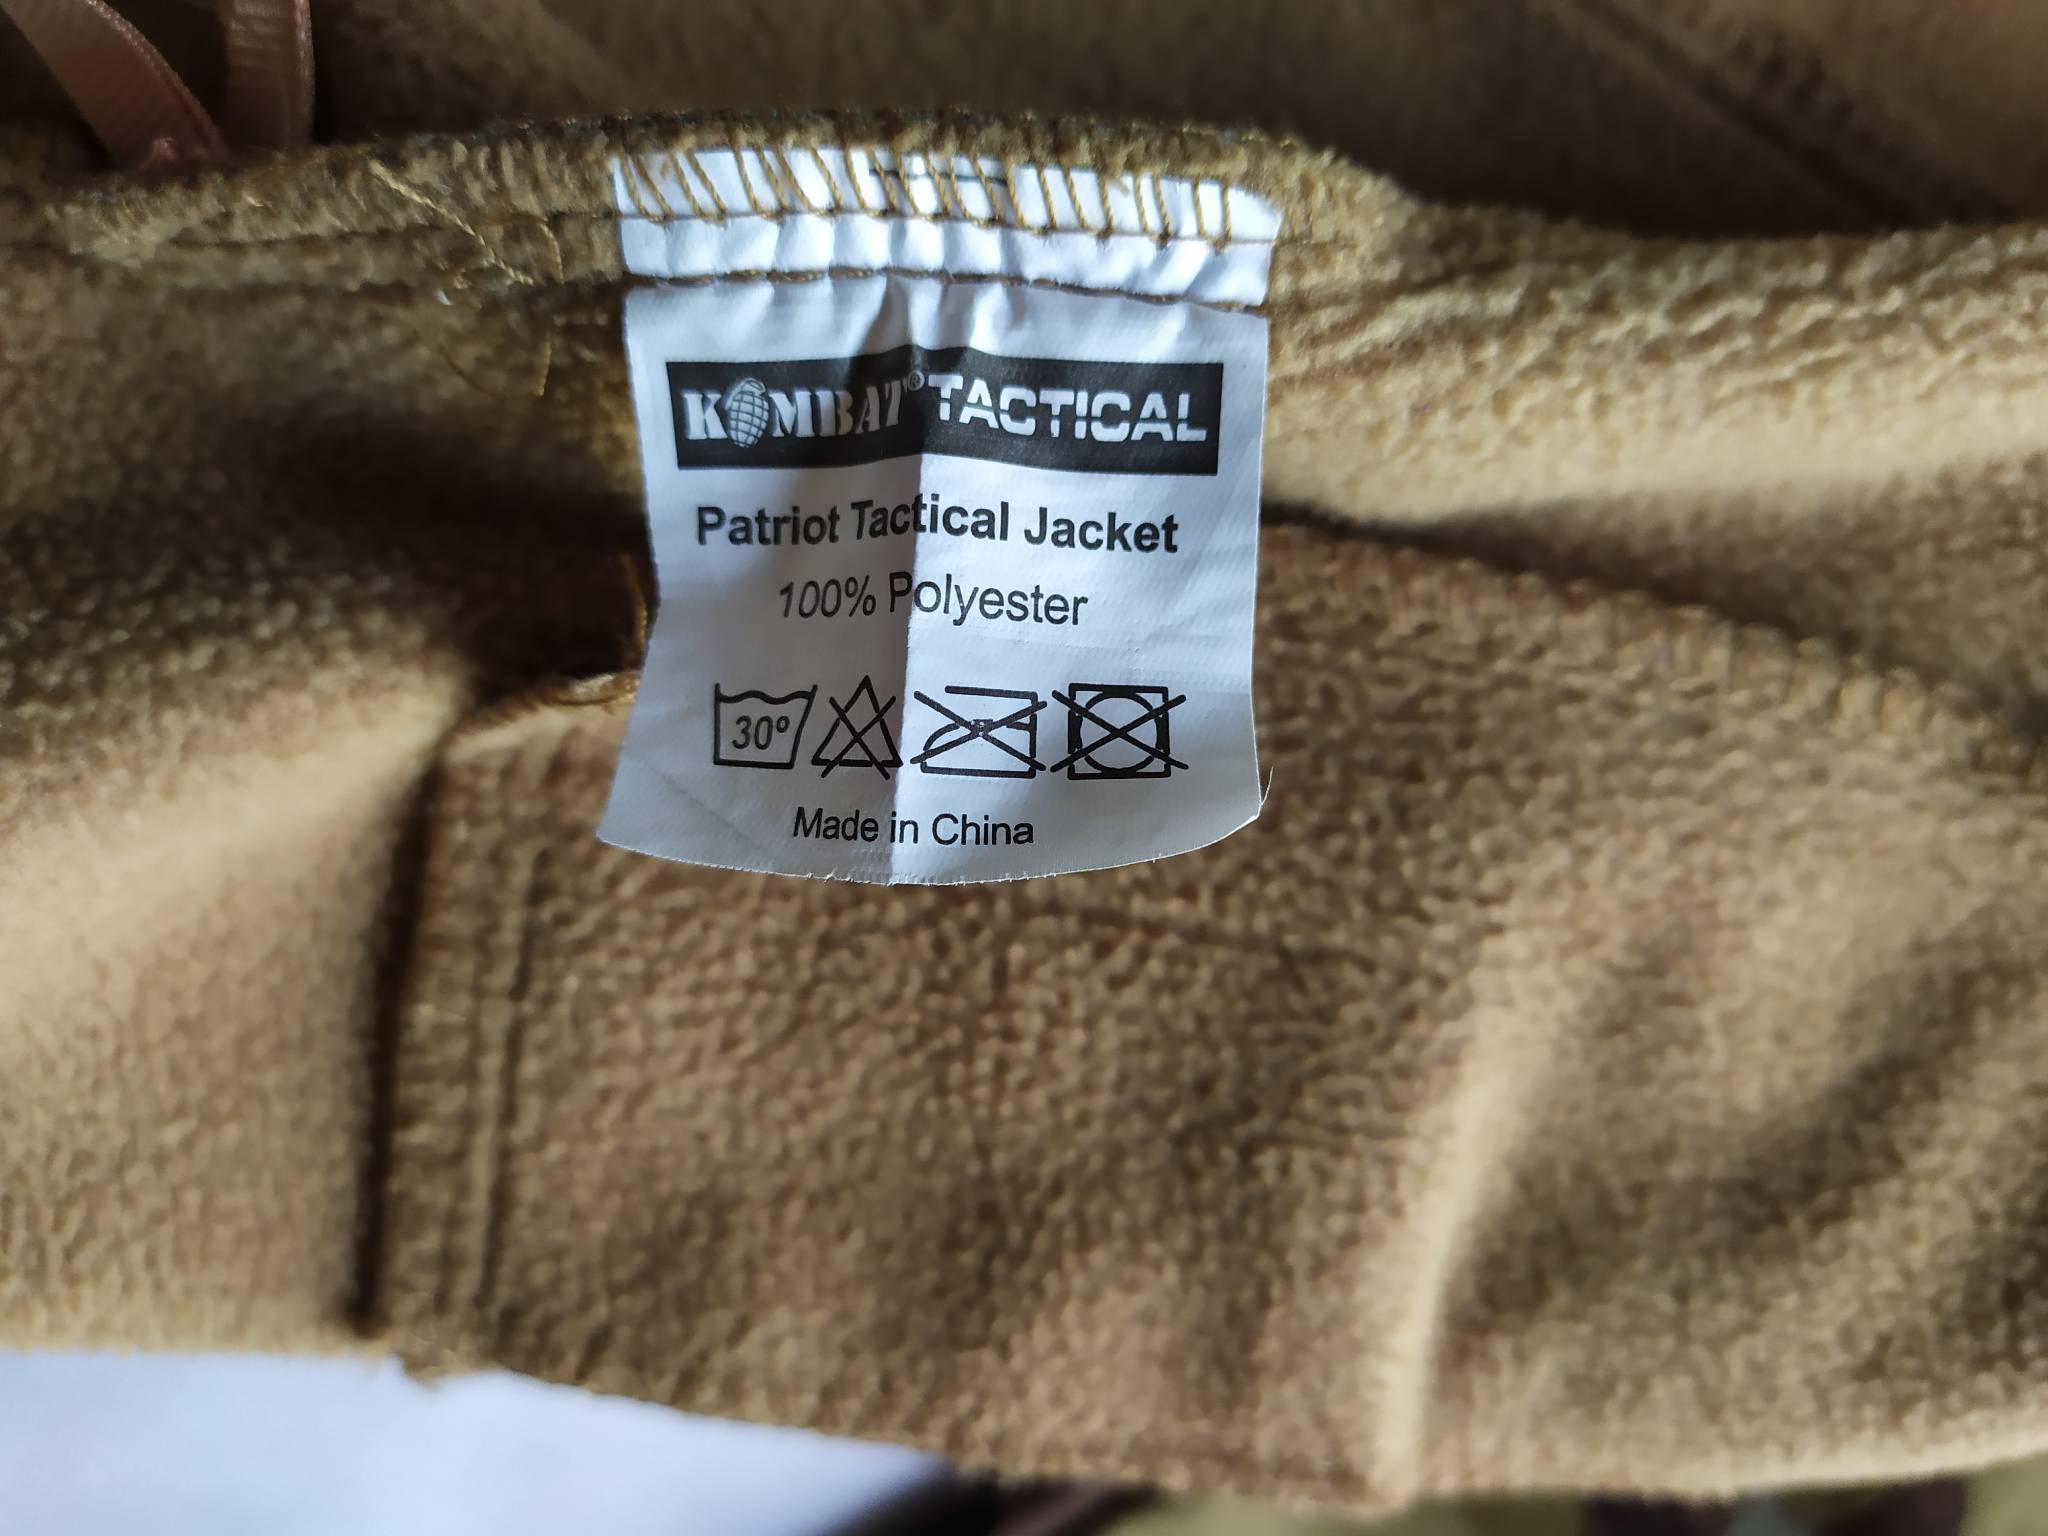 KOMBAT® TACTICAL
Patriot Tactical Jacket
100% Polyester
30°
Made in China